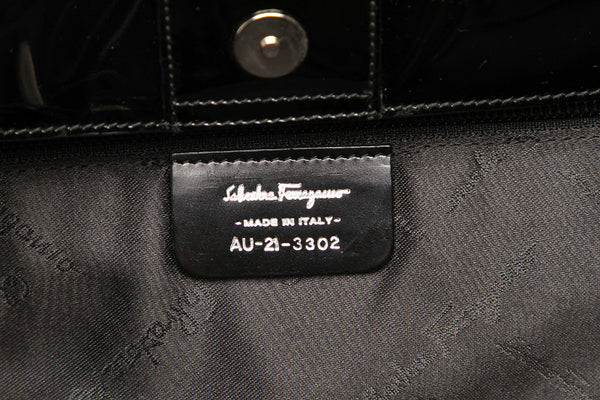 Salvatore Ferragamo
-MADE IN ITALY-
AU-21-3302